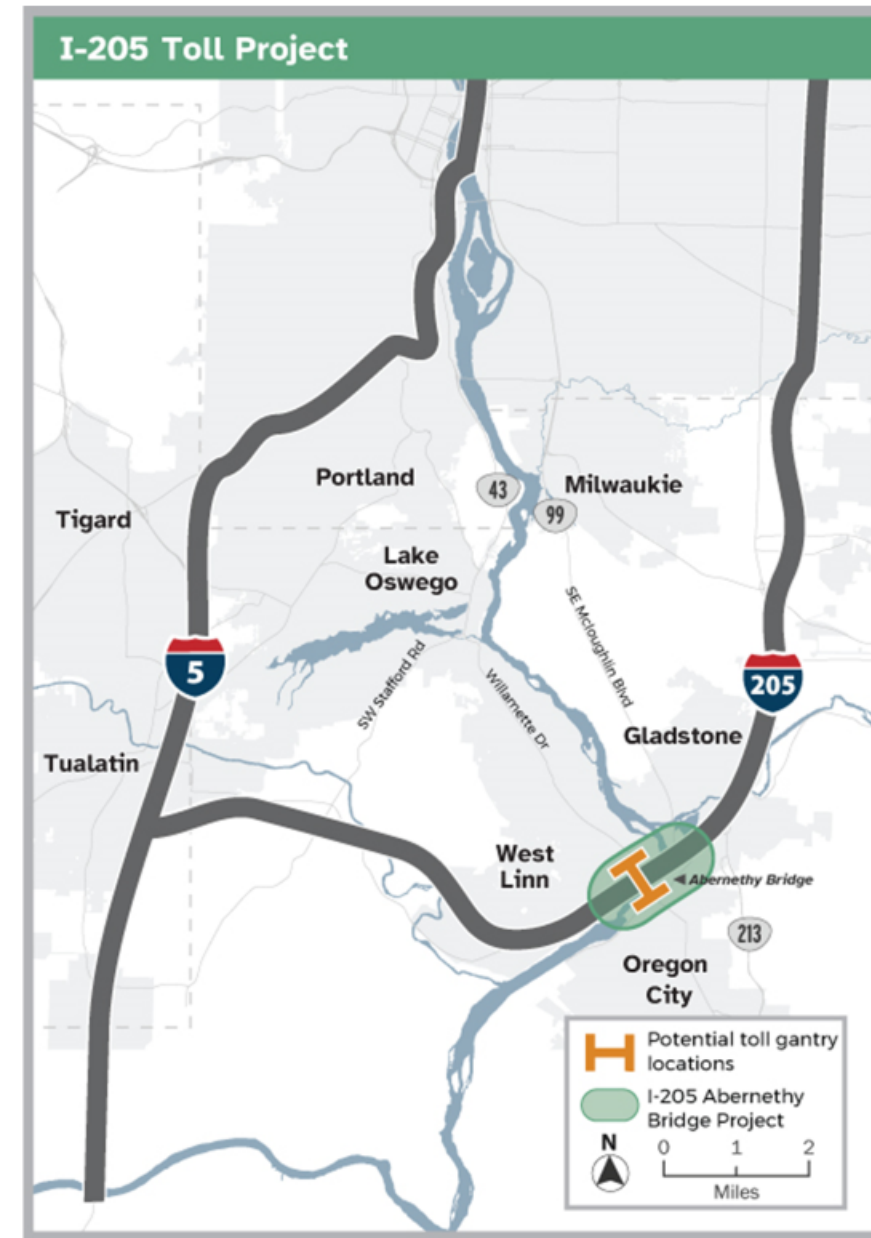 I-205 Toll Project
Portland
43
Milwaukie
Tigard
99
Lake
Oswego
SE Mcloughlin Blvd
5
SW Stafford Rd
Willamette Dr
205
Gladstone
Tualatin
West
Linn
Abernethy Bridge
213
Oregon
City
Potential toll gantry
locations
I-205 Abernethy
Bridge Project
N
0 1 2
Miles